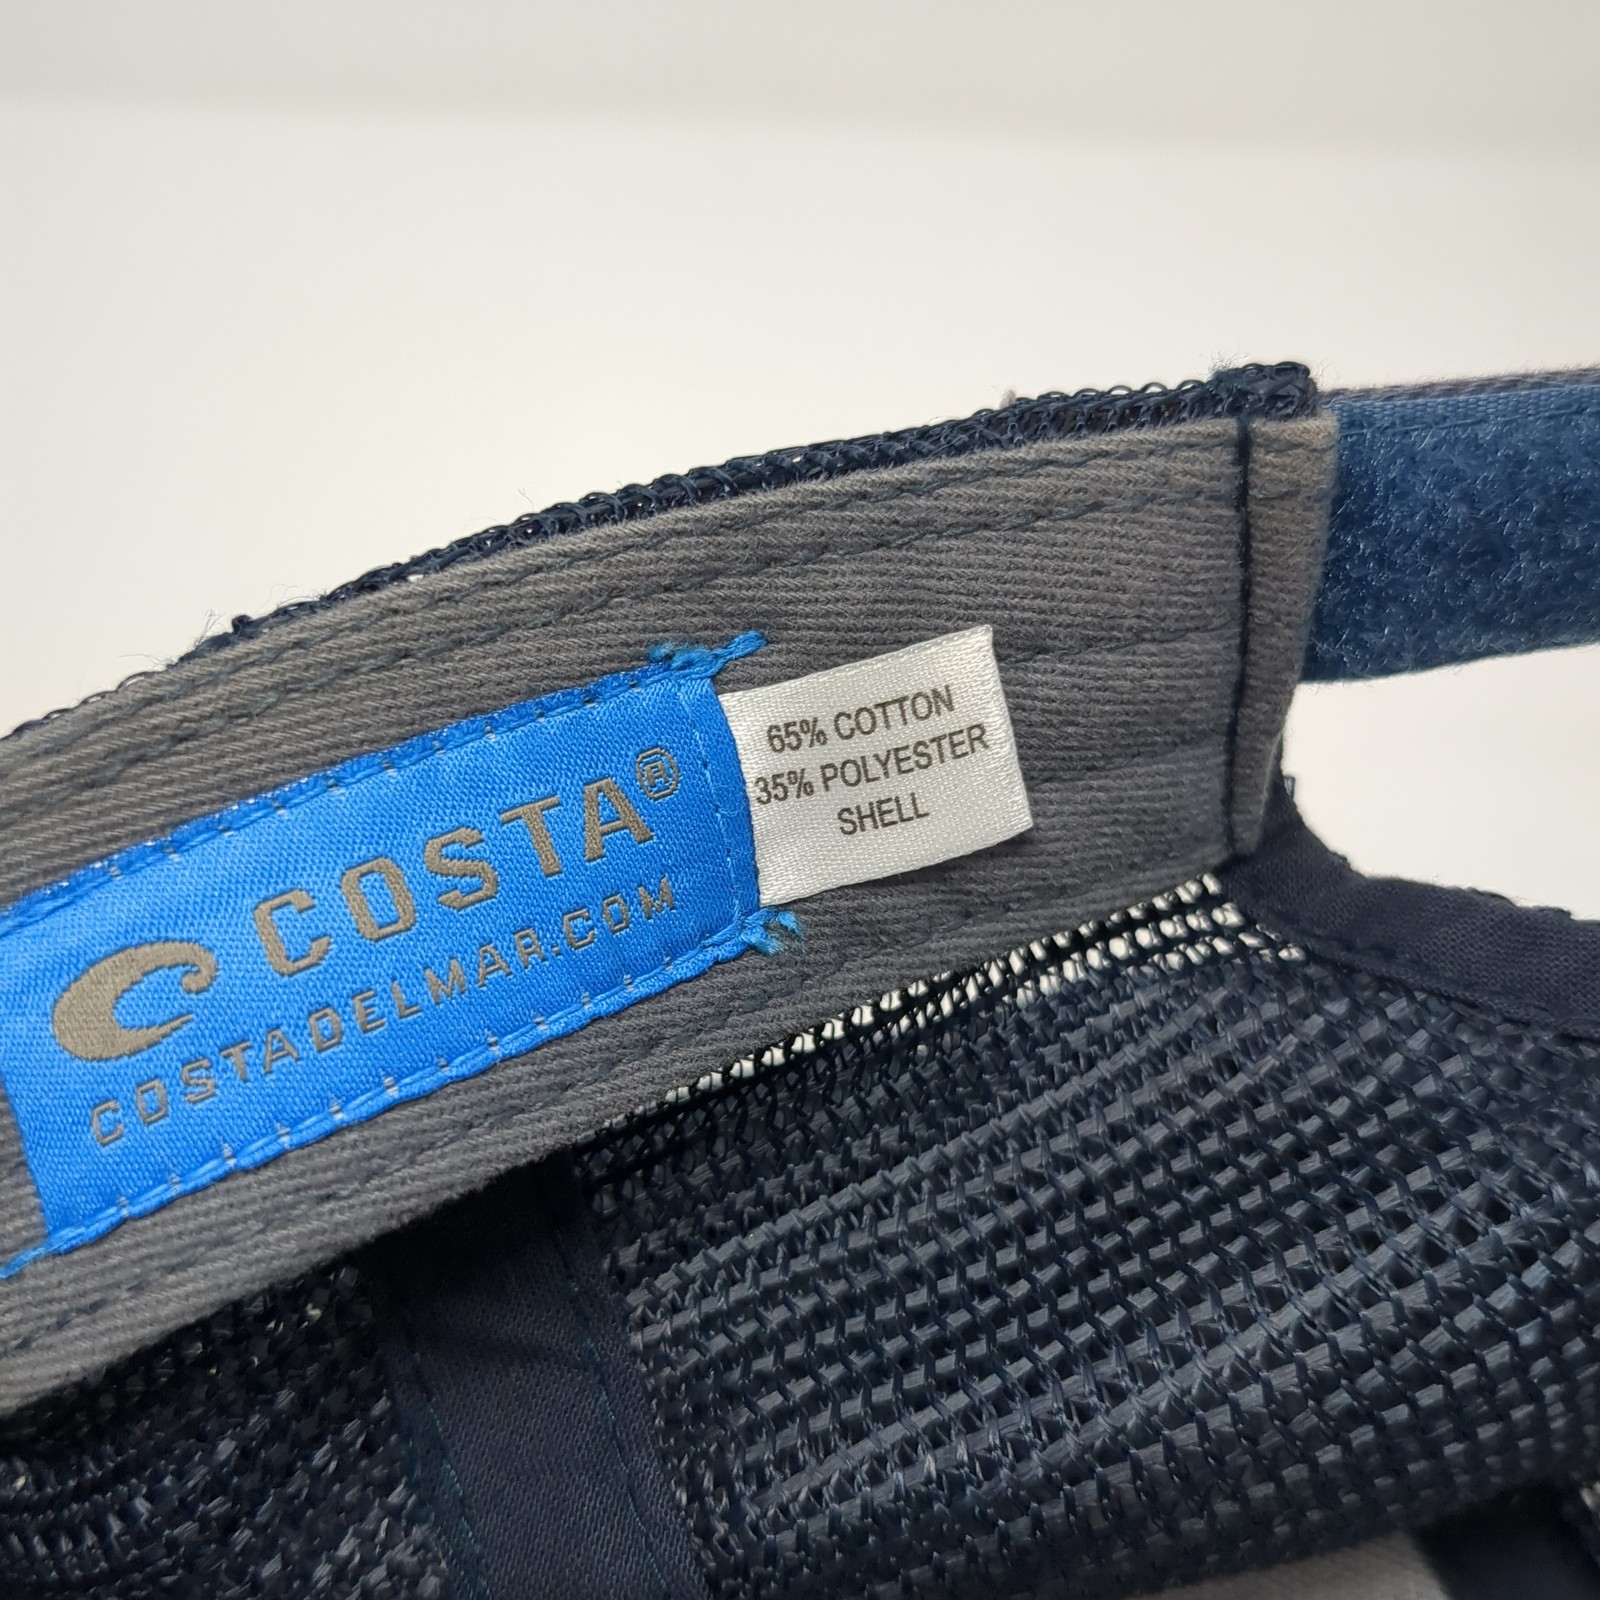 COSTA®
COSTADELMAR.COM
65% COTTON
35% POLYESTER
SHELL